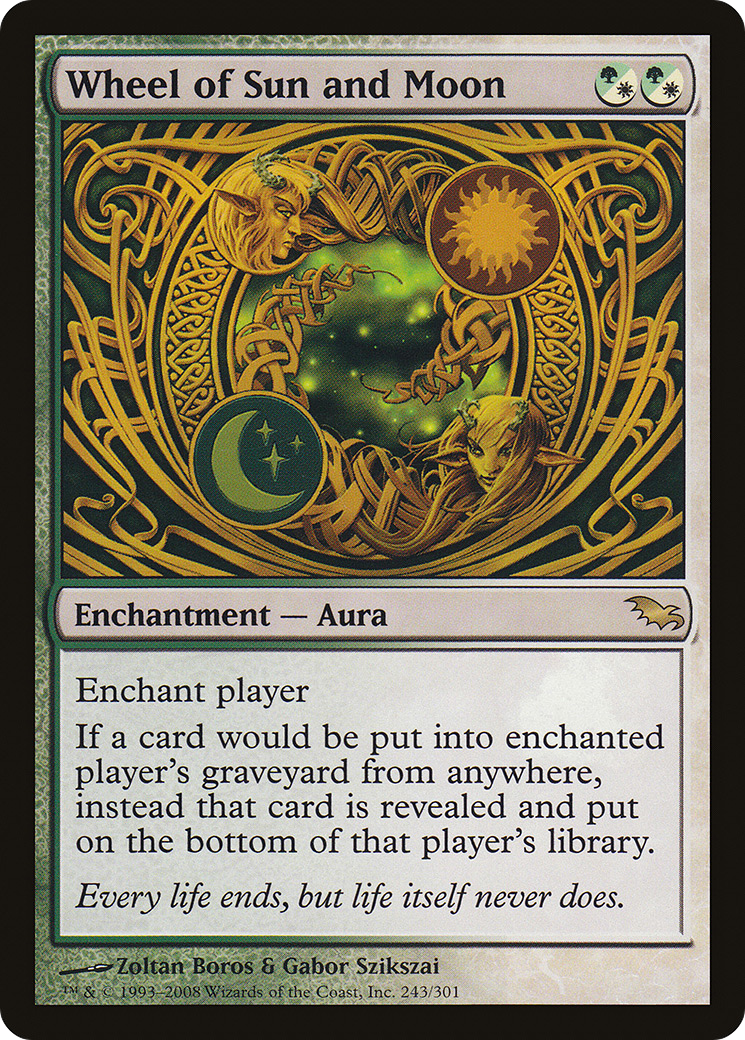 Wheel of Sun and Moon
Enchantment — Aura
Enchant player
If a card would be put into enchanted
player's graveyard from anywhere,
instead that card is revealed and put
on the bottom of that player's library.
Every life ends, but life itself never does.
Zoltan Boros & Gabor Szikszai
™ & © 1993–2008 Wizards of the Coast, Inc. 243/301